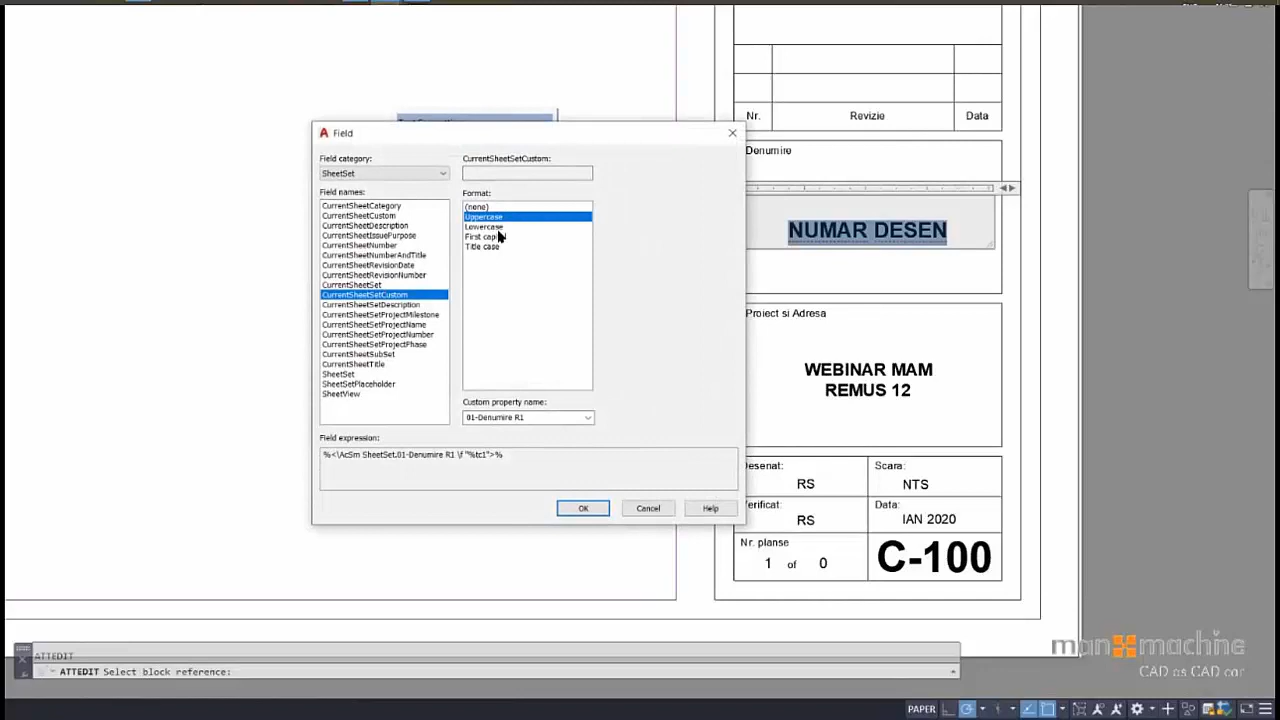 Field
Field category:
SheetSet
CurrentSheetSetCustom:
Field names:
CurrentSheetCategory
CurrentSheetCustom
CurrentSheetDescription
CurrentSheetIssuePurpose
CurrentSheetNumber
CurrentSheetNumberAndTitle
CurrentSheetRevisionDate
CurrentSheetRevisionNumber
CurrentSheetSet
CurrentSheetSetCustom
CurrentSheetSetDescription
CurrentSheetSetProjectMilestone
CurrentSheetSetProjectName
CurrentSheetSetProjectNumber
CurrentSheetSetProjectPhase
CurrentSheetSubSet
CurrentSheetTitle
SheetSet
SheetSetPlaceholder
SheetView
Format:
(none)
Uppercase
Lowercase
First
Title case
Custom property name:
01-Denumire R1
Field expression:
%<\AcSm SheetSet.01-Denumire R1 \f "%tc1">%
OK
Cancel
Help
Nr.
Revizie
Data
Denumire
NUMAR DESEN
Proiect si Adresa
WEBINAR MAM
REMUS 12
Desenat:
RS
Scara:
NTS
Verificat:
RS
Data:
IAN 2020
Nr. planse
1 of 0
C-100
ATTEDIT
ATTEDIT Select block reference:
man machine
CAD as CAD can
PAPER